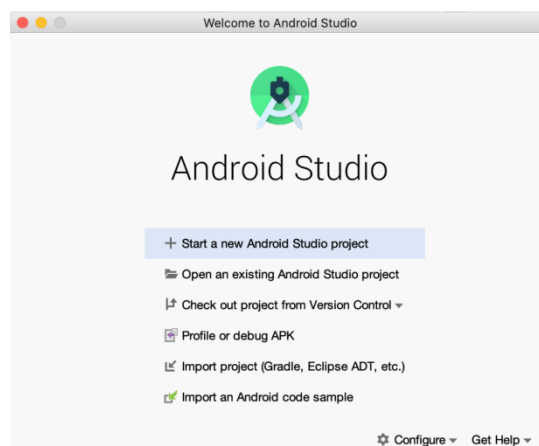 Welcome to Android Studio
Android Studio
Start a new Android Studio project
Open an existing Android Studio project
Check out project from Version Control
Profile or debug APK
Import project (Gradle, Eclipse ADT, etc.)
Import an Android code sample
Configure Get Help